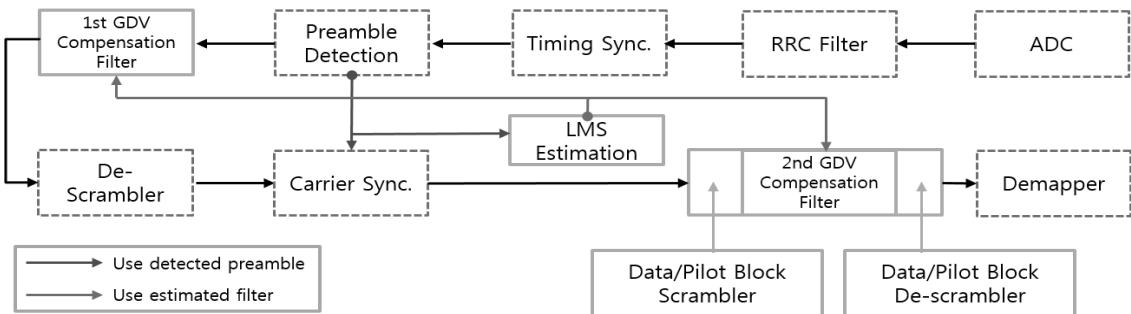 1st GDV
Compensation
Filter
Preamble
Detection
Timing Sync.
RRC Filter
ADC
LMS
Estimation
De-
Scrambler
Carrier Sync.
2nd GDV
Compensation
Filter
Demapper
Use detected preamble
Use estimated filter
Data/Pilot Block
Scrambler
Data/Pilot Block
De-scrambler